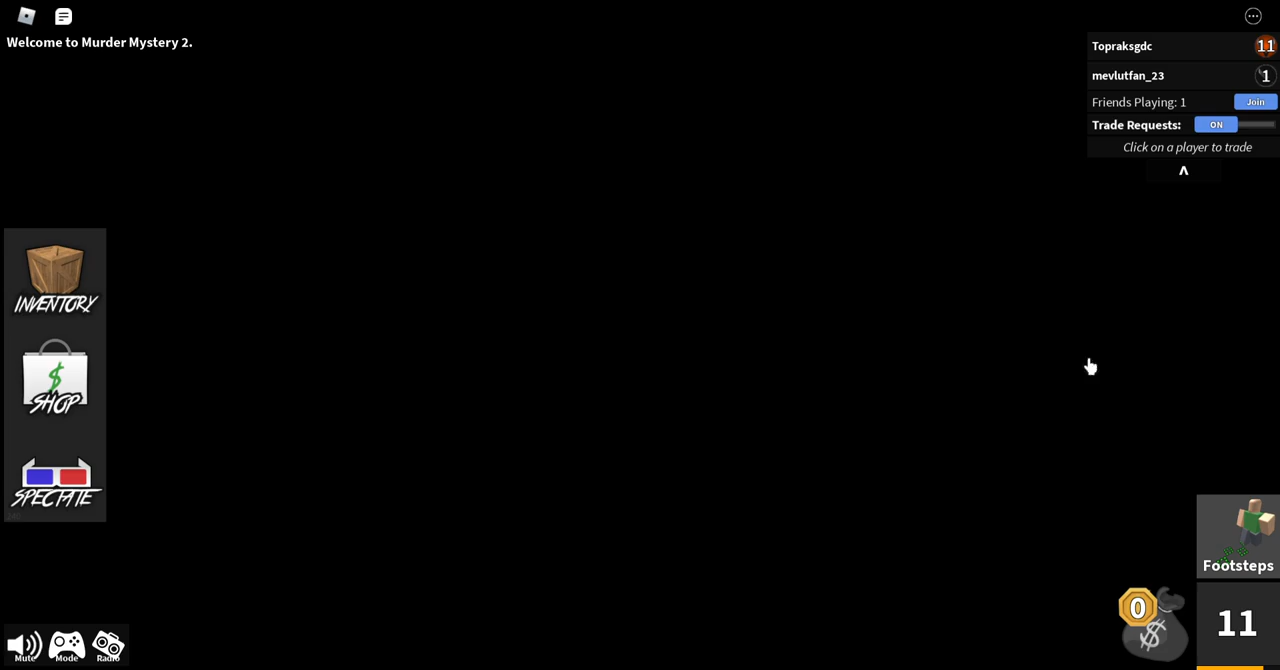 Welcome to Murder Mystery 2.
Topraksgdc 11
mevlutfan_23 1
Friends Playing: 1 Join
Trade Requests: ON
Click on a player to trade
INVENTORY
$
SHOP
SPECTATE
Footsteps
0
$
11
Mute Mode Radio